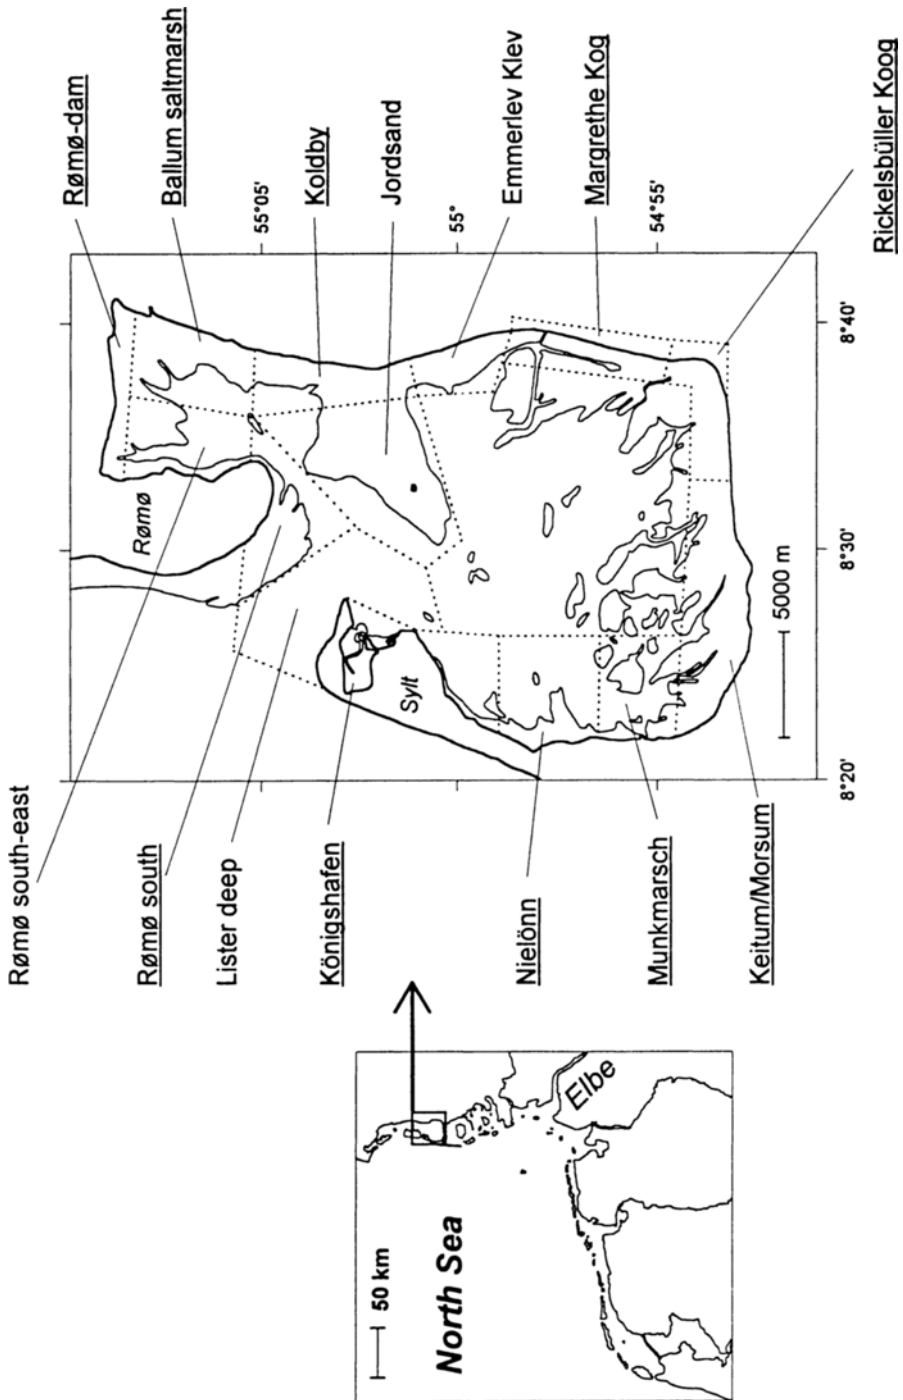 Rømø-dam
Ballum saltmarsh
55°05'
Koldby
Jordsand
55°
Emmerlev Klev
Margrethe Kog
54°55'
Rickelsbüller Koog
Rømø
Sylt
5000 m
8°20'
8°30'
8°40'
Rømø south-east
Rømø south
Lister deep
Königshafen
Nielönn
Munkmarsch
Keitum/Morsum
50 km
North Sea
Elbe